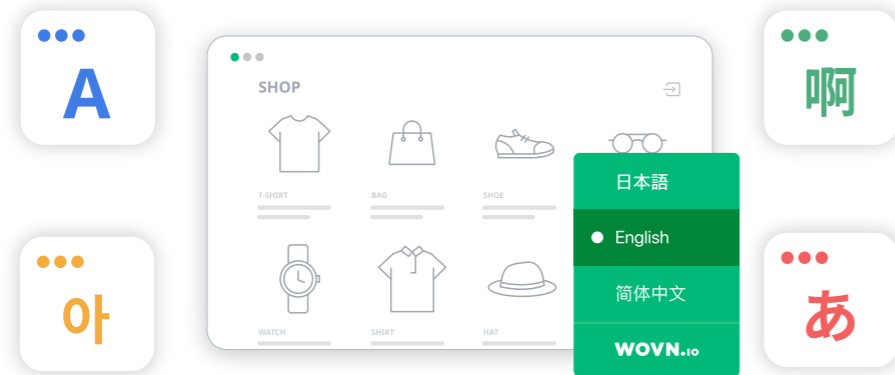 A
啊
SHOP
T-SHIRT
BAG
SHOE
日本語
English
简体中文
WOVN.io
WATCH
SHIRT
HAT
아
あ